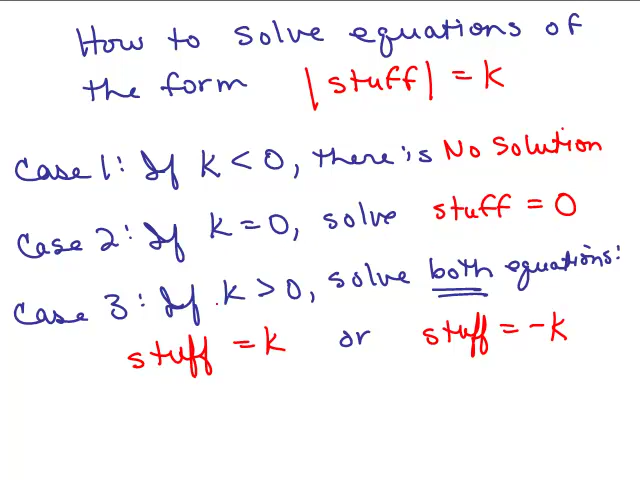 How to solve equations of
the form |stuff| = k
Case 1: If k < 0, there is No Solution
Case 2: If k = 0, solve stuff = 0
Case 3: If k > 0, solve both equations:
stuff = k or stuff = -k